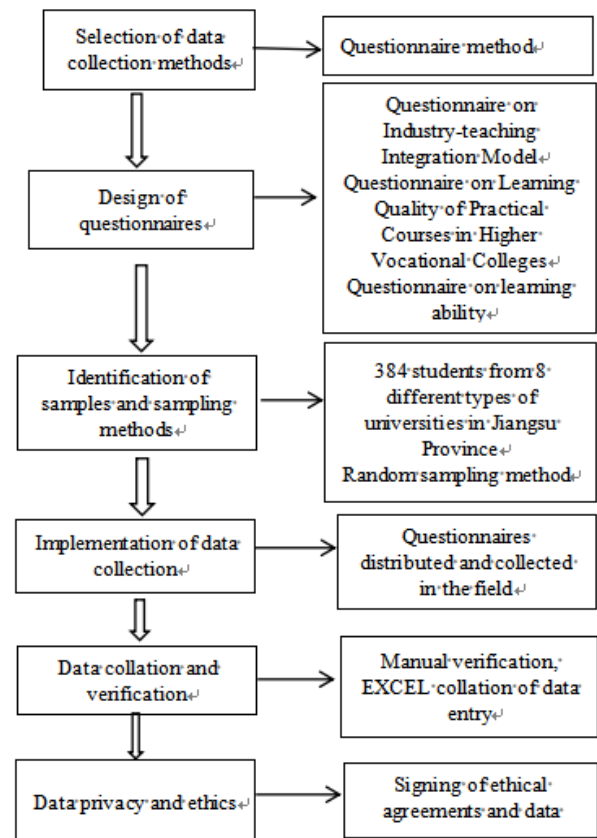 Selection of data
collection methods
Questionnaire method
Questionnaire on
Industry-teaching
Integration Model
Questionnaire on Learning
Quality of Practical
Courses in Higher
Vocational Colleges
Questionnaire on learning
ability
Design of
questionnaires
Identification of
samples and sampling
methods
384 students from 8
different types of
universities in Jiangsu
Province
Random sampling method
Implementation of data
collection
Questionnaires
distributed and collected
in the field
Data collation and
verification
Manual verification,
EXCEL collation of data
entry
Data privacy and ethics
Signing of ethical
agreements and data